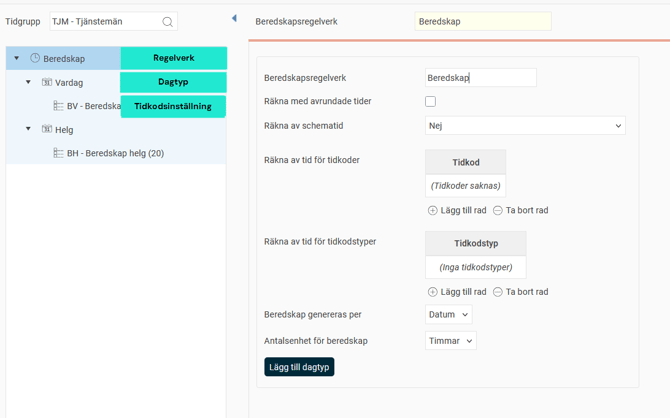 Tidgrupp TJM - Tjänstemän
Beredskapsregelverk Beredskap
Beredskap Regelverk
Vardag Dagtyp
BV - Beredska Tidkodsinställning
Helg
BH - Beredskap helg (20)
Beredskapsregelverk Beredskap
Räkna med avrundade tider
Räkna av schematid Nej
Räkna av tid för tidkoder Tidkod
(Tidkoder saknas)
Lägg till rad Ta bort rad
Räkna av tid för tidkodstyper Tidkodstyp
(Inga tidkodstyper)
Lägg till rad Ta bort rad
Beredskap genereras per Datum
Antalsenhet för beredskap Timmar
Lägg till dagtyp